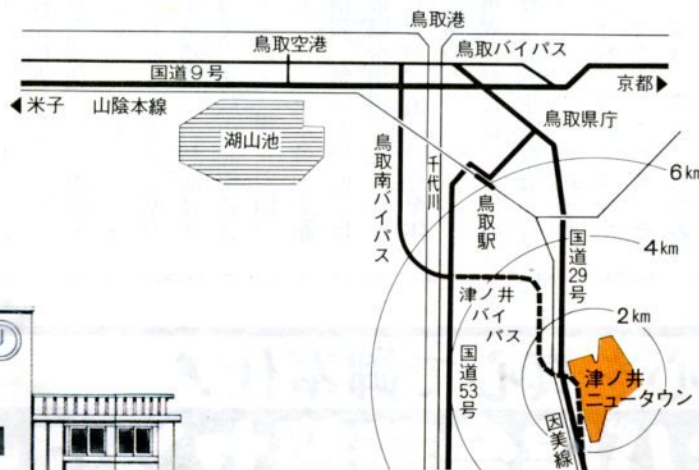 鳥取港
鳥取空港
鳥取バイパス
国道9号
京都▶
◀米子
山陰本線
鳥取県庁
湖山池
鳥取南バイパス
千代川
鳥取駅
6km
国道29号
4km
津ノ井
バイ
パス
2km
国道53号
津ノ井
ニュータウン
因美線